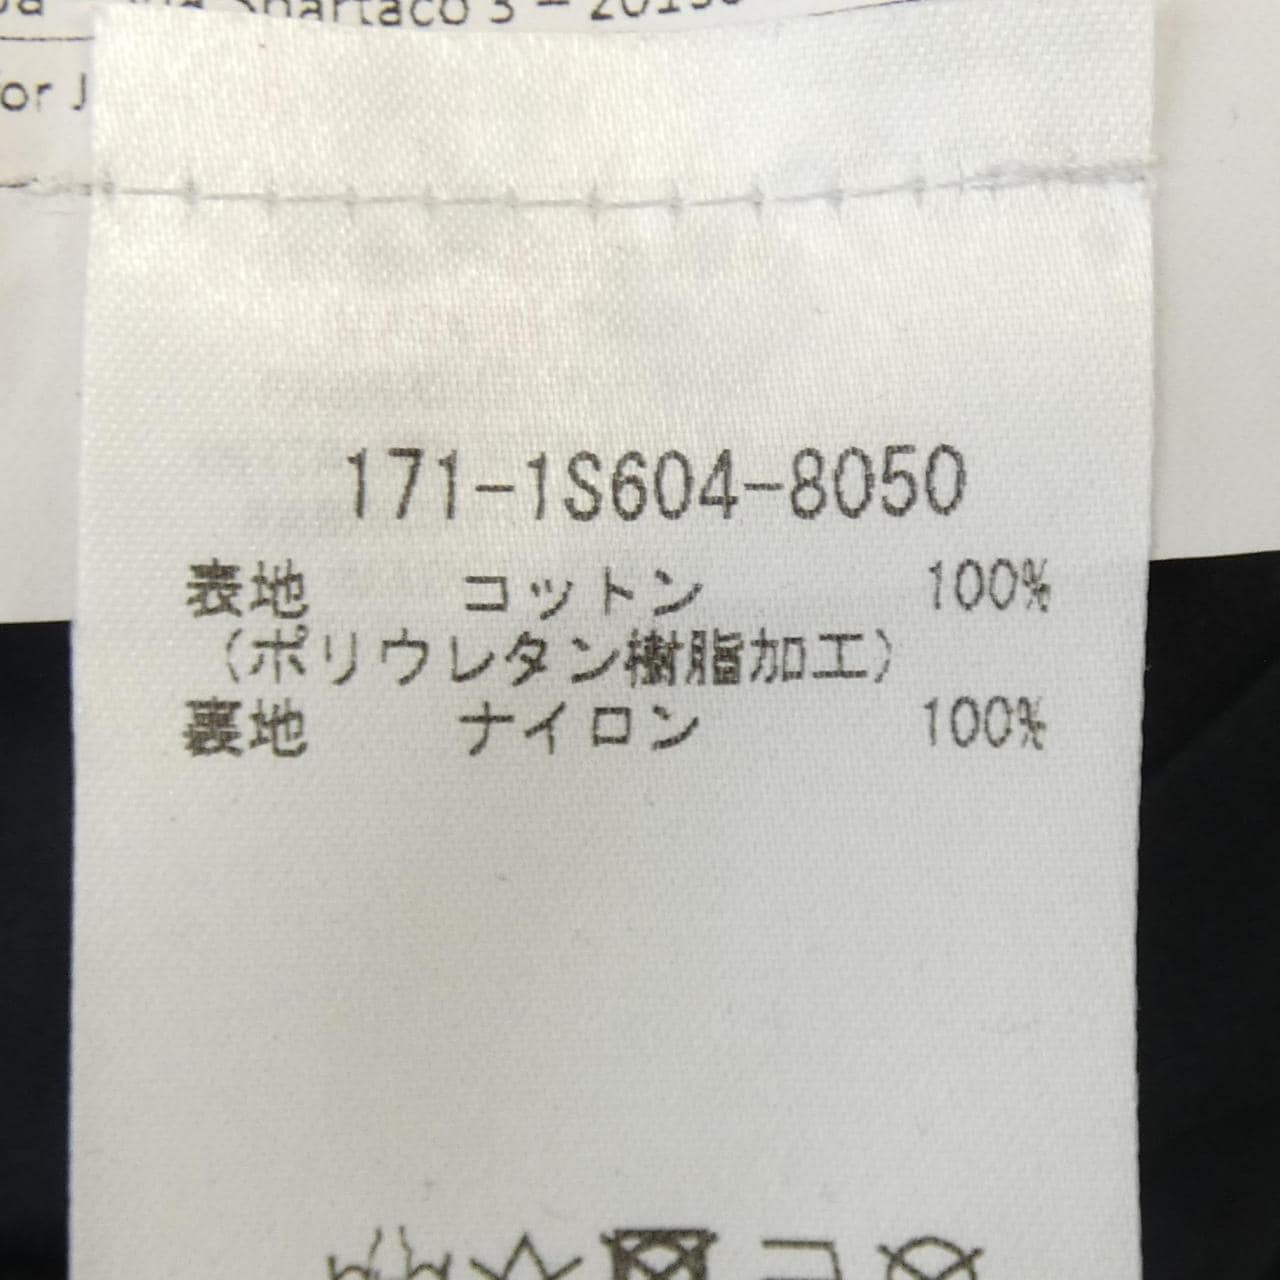 or J
171-1S604-8050
表地 コットン 100%
(ポリウレタン樹脂加工)
裏地 ナイロン 100%